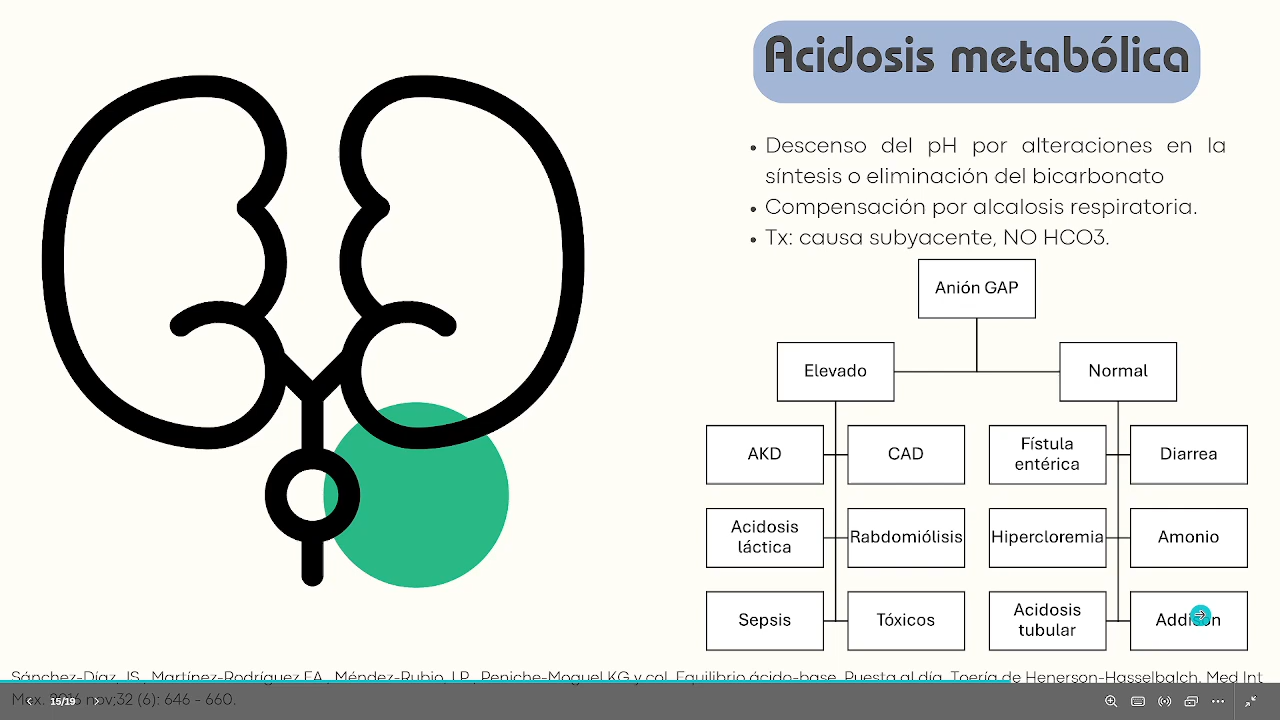 Acidosis metabólica
• Descenso del pH por alteraciones en la
síntesis o eliminación del bicarbonato
• Compensación por alcalosis respiratoria.
• Tx: causa subyacente, NO HCO3.
Anión GAP
Elevado
Normal
AKD
CAD
Fístula
entérica
Diarrea
Acidosis
láctica
Rabdomiólisis
Hipercloremia
Amonio
Sepsis
Tóxicos
Acidosis
tubular
Addison
Sánchez-Díaz JS, Martínez-Rodríguez EA, Méndez-Rubio LP, Peniche-Moguel KG y col. Equilibrio ácido-base. Puesta al día. Toería de Henerson-Hasselbalch. Med Int
Mex. 2016 nov;32 (6): 646 - 660.
15/19